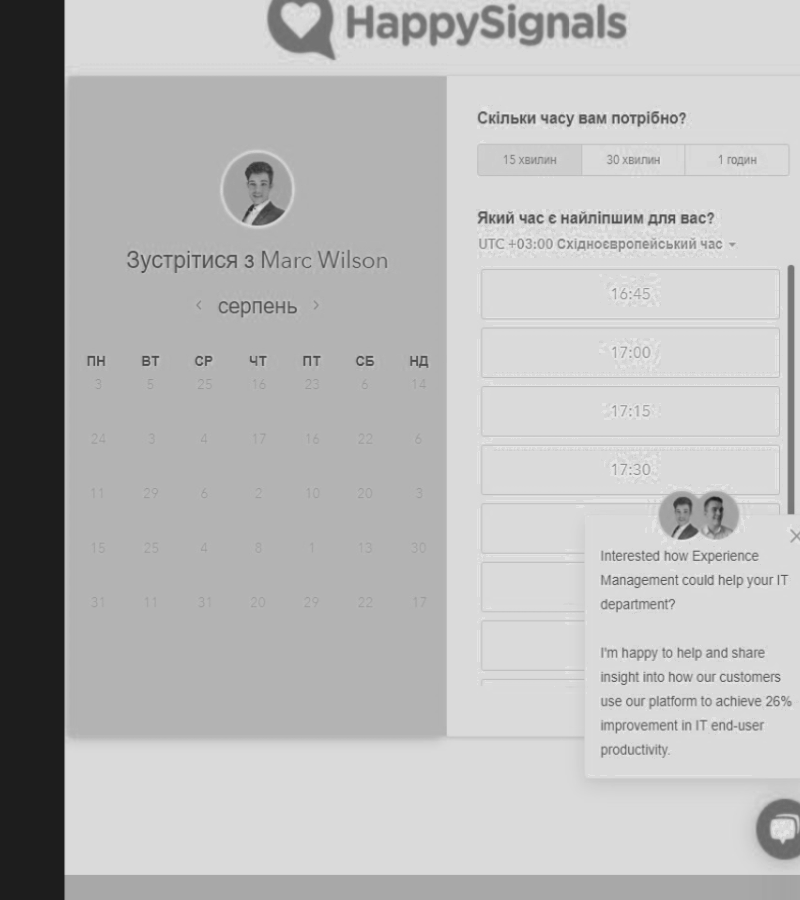 HappySignals
Зустрітися з Marc Wilson
серпень
ПН ВТ СР ЧТ ПТ СБ НД
3 5 25 16 23 6 14
24 3 4 17 16 22 6
11 29 6 2 10 20 3
15 25 4 8 1 13 30
31 11 31 20 29 22 17
Скільки часу вам потрібно?
15 хвилин 30 хвилин 1 годин
Який час є найліпшим для вас?
UTC +03:00 Східноєвропейський час
16:45
17:00
17:15
17:30
Interested how Experience
Management could help your IT
department?
I'm happy to help and share
insight into how our customers
use our platform to achieve 26%
improvement in IT end-user
productivity.